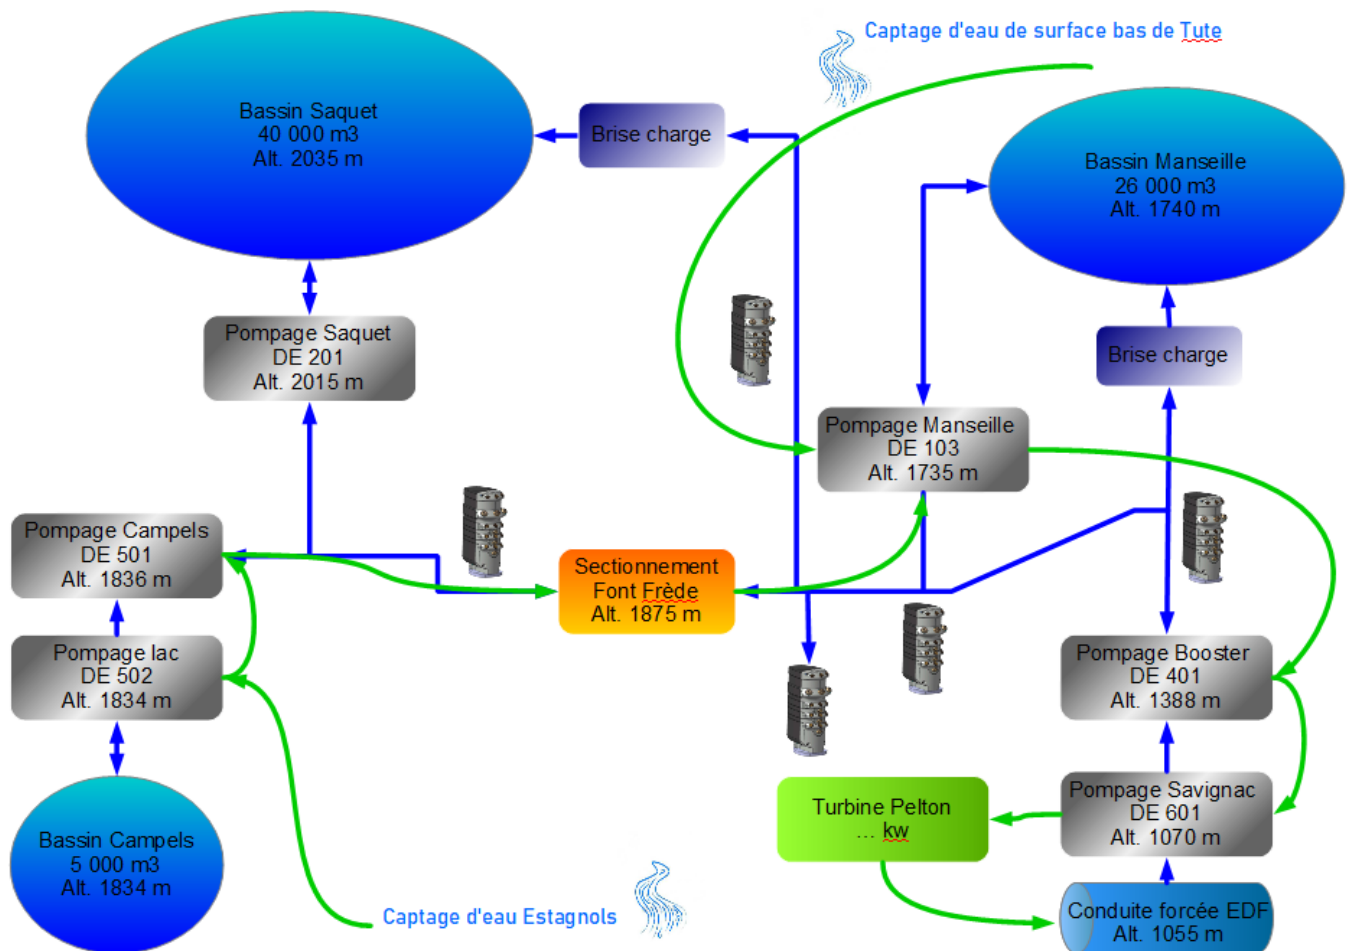 Captage d'eau de surface bas de Tute
Bassin Saquet
40 000 m3
Alt. 2035 m
Brise charge
Bassin Manseille
26 000 m3
Alt. 1740 m
Pompage Saquet
DE 201
Alt. 2015 m
Brise charge
Pompage Manseille
DE 103
Alt. 1735 m
Pompage Campels
DE 501
Alt. 1836 m
Sectionnement
Font Frède
Alt. 1875 m
Pompage lac
DE 502
Alt. 1834 m
Pompage Booster
DE 401
Alt. 1388 m
Turbine Pelton
... kw
Pompage Savignac
DE 601
Alt. 1070 m
Bassin Campels
5 000 m3
Alt. 1834 m
Captage d'eau Estagnols
Conduite forcée EDF
Alt. 1055 m